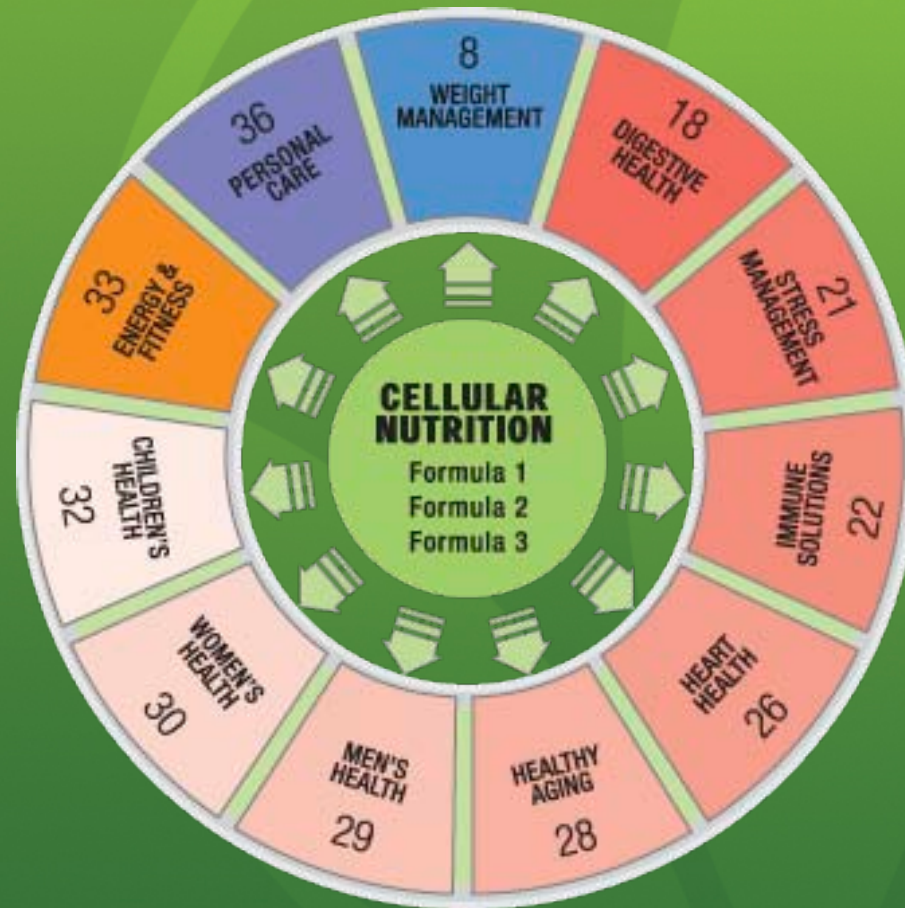 8
WEIGHT
MANAGEMENT
18
DIGESTIVE
HEALTH
21
STRESS
MANAGEMENT
22
IMMUNE
SOLUTIONS
HEART
HEALTH
26
HEALTHY
AGING
28
MEN'S
HEALTH
29
WOMEN'S
HEALTH
30
CHILDREN'S
HEALTH
32
33
ENERGY &
FITNESS
36
PERSONAL
CARE
CELLULAR
NUTRITION
Formula 1
Formula 2
Formula 3